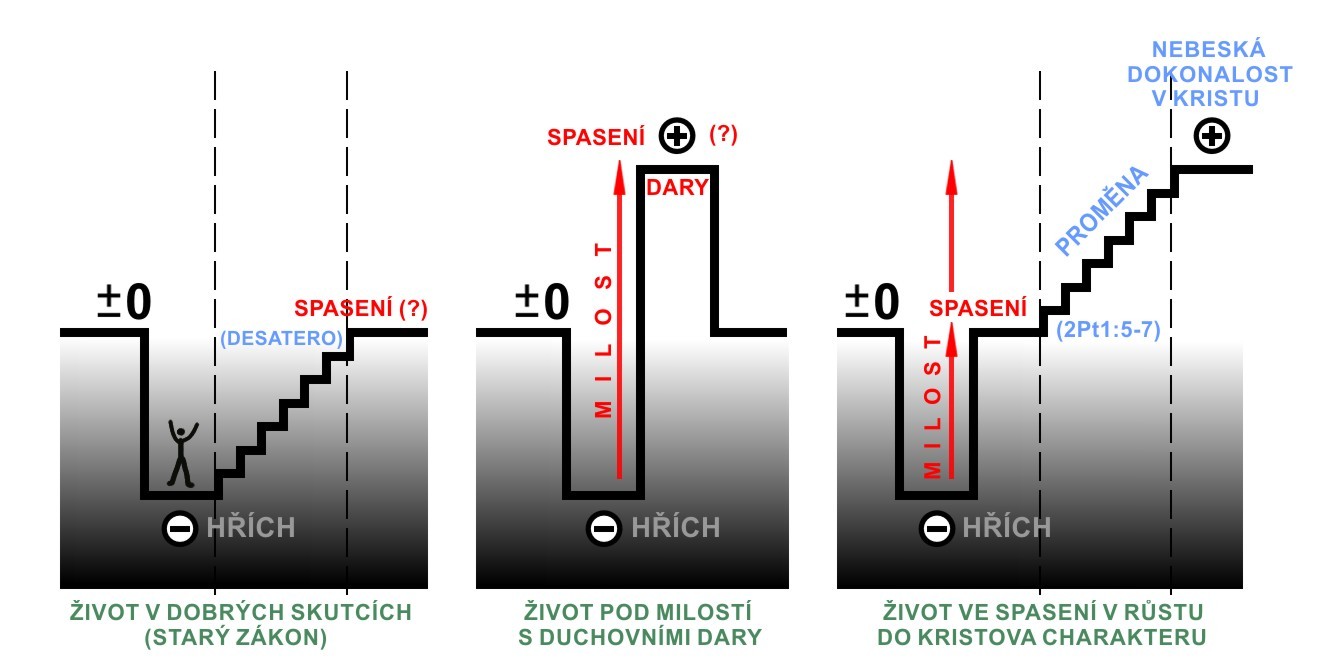 ±0
SPASENÍ (?)
(DESATERO)
HŘÍCH
ŽIVOT V DOBRÝCH SKUTCÍCH
(STARÝ ZÁKON)
SPASENÍ (?)
DARY
±0
MILOST
HŘÍCH
ŽIVOT POD MILOSTÍ
S DUCHOVNÍMI DARY
NEBESKÁ
DOKONALOST
V KRISTU
PROMĚNA
±0
SPASENÍ
(2Pt1:5-7)
MILOST
HŘÍCH
ŽIVOT VE SPASENÍ V RŮSTU
DO KRISTOVA CHARAKTERU